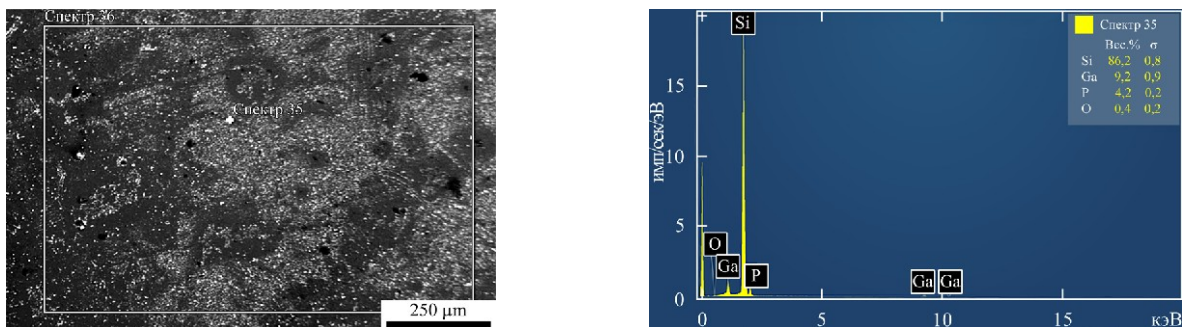 Спектр 36
Спектр 35
250 µm
имп/сек/эВ
15
10
5
0
Si
O
Ga
P
Ga
Ga
0
5
10
15
кэВ
Спектр 35
Вес.% σ
Si 86,2 0,8
Ga 9,2 0,9
P 4,2 0,2
O 0,4 0,2